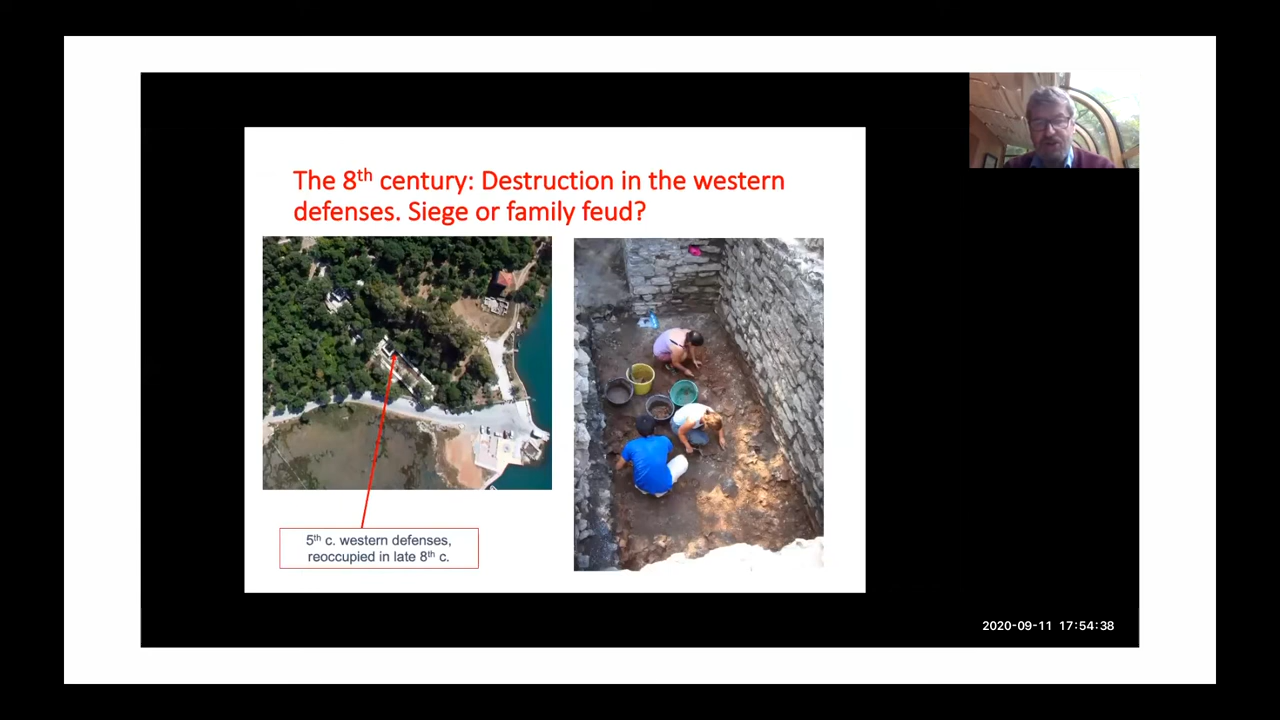 The 8th century: Destruction in the western
defenses. Siege or family feud?
5th c. western defenses,
reoccupied in late 8th c.
2020-09-11 17:54:38